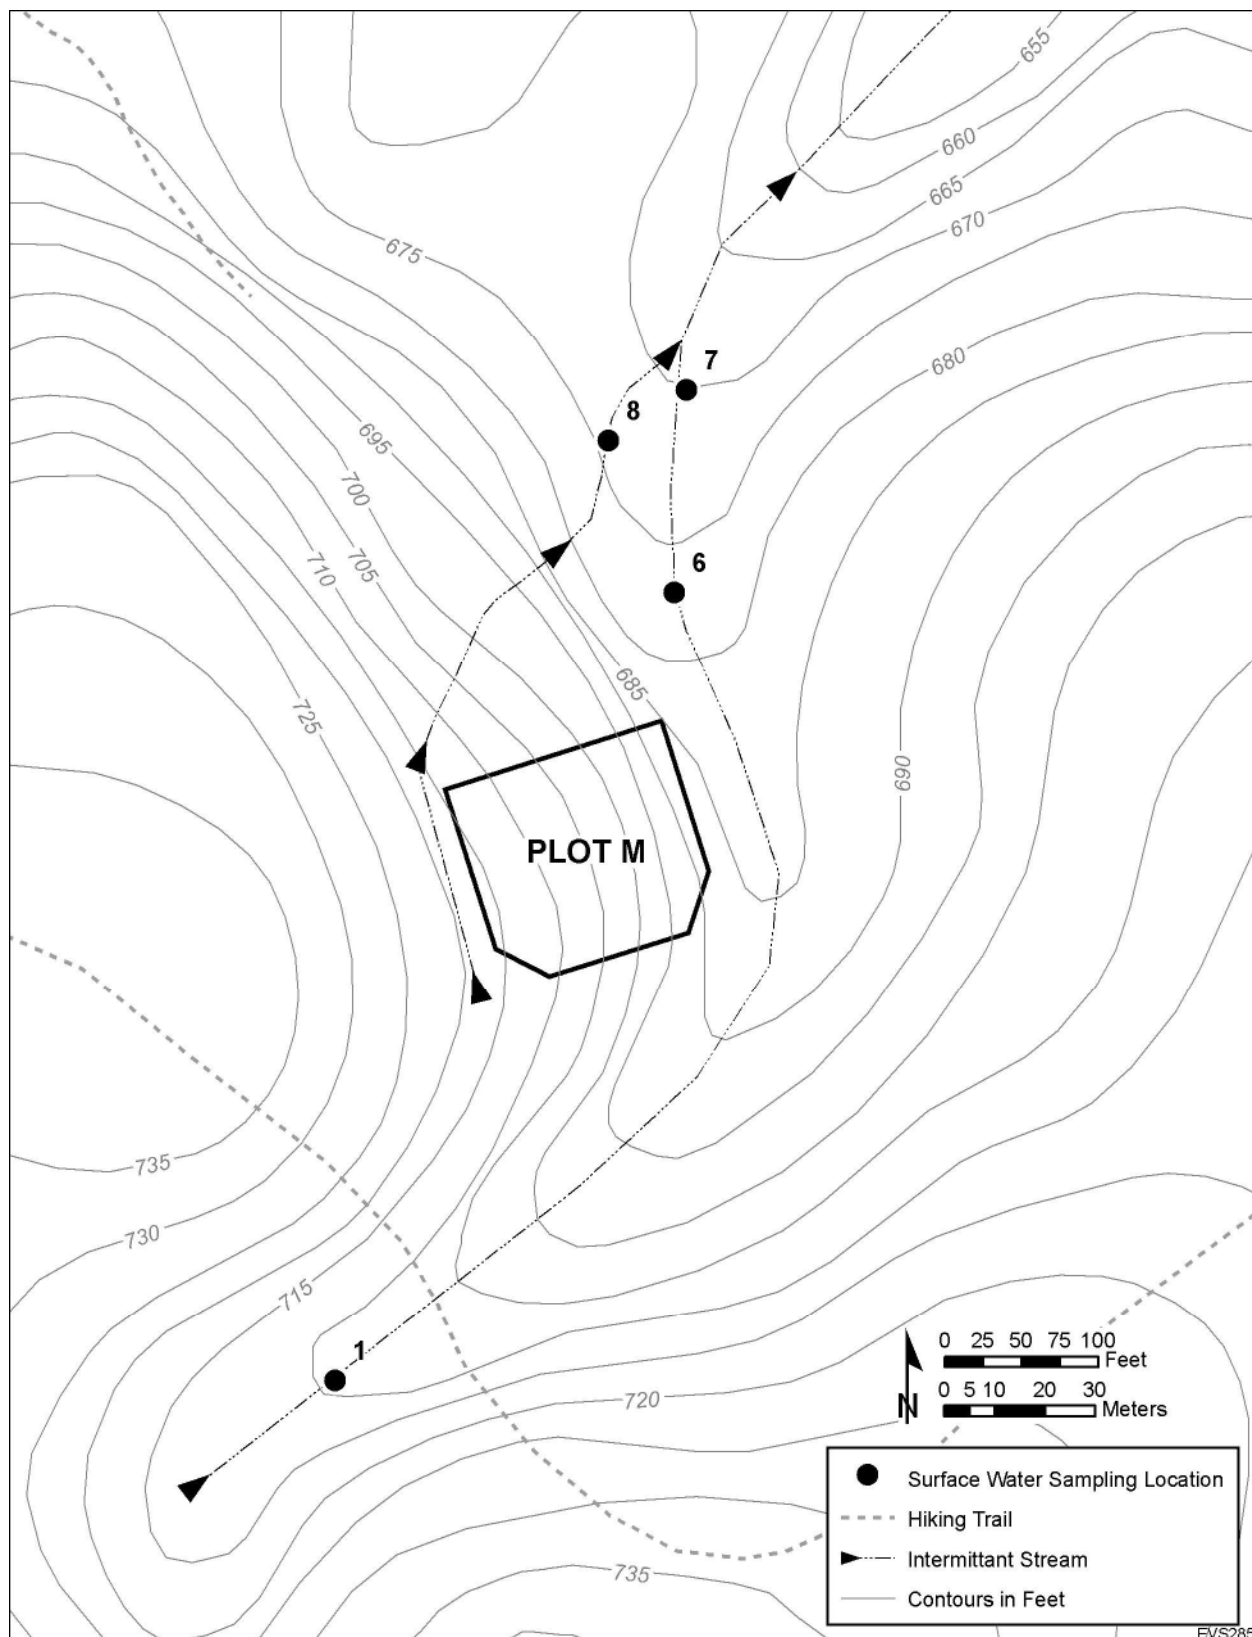 655
660
665
670
675
680
7
8
695
700
6
705
710
685
725
690
PLOT M
735
730
715
1
720
735
0 25 50 75 100
Feet
0 5 10 20 30
Meters
N
Surface Water Sampling Location
Hiking Trail
Intermittant Stream
Contours in Feet
EVS285